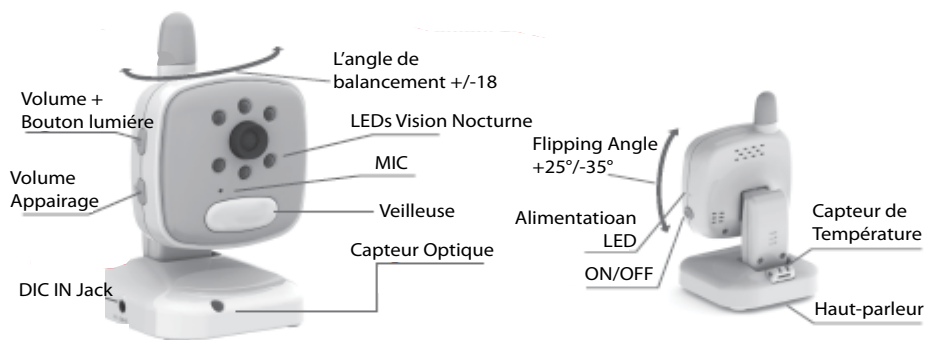 L'angle de
balancement +/-18
Volume +
Bouton lumiére
LEDs Vision Nocturne
MIC
Volume
Appairage
Veilleuse
Capteur Optique
DIC IN Jack
Flipping Angle
+25°/-35°
Alimentatioan
LED
ON/OFF
Capteur de
Température
Haut-parleur